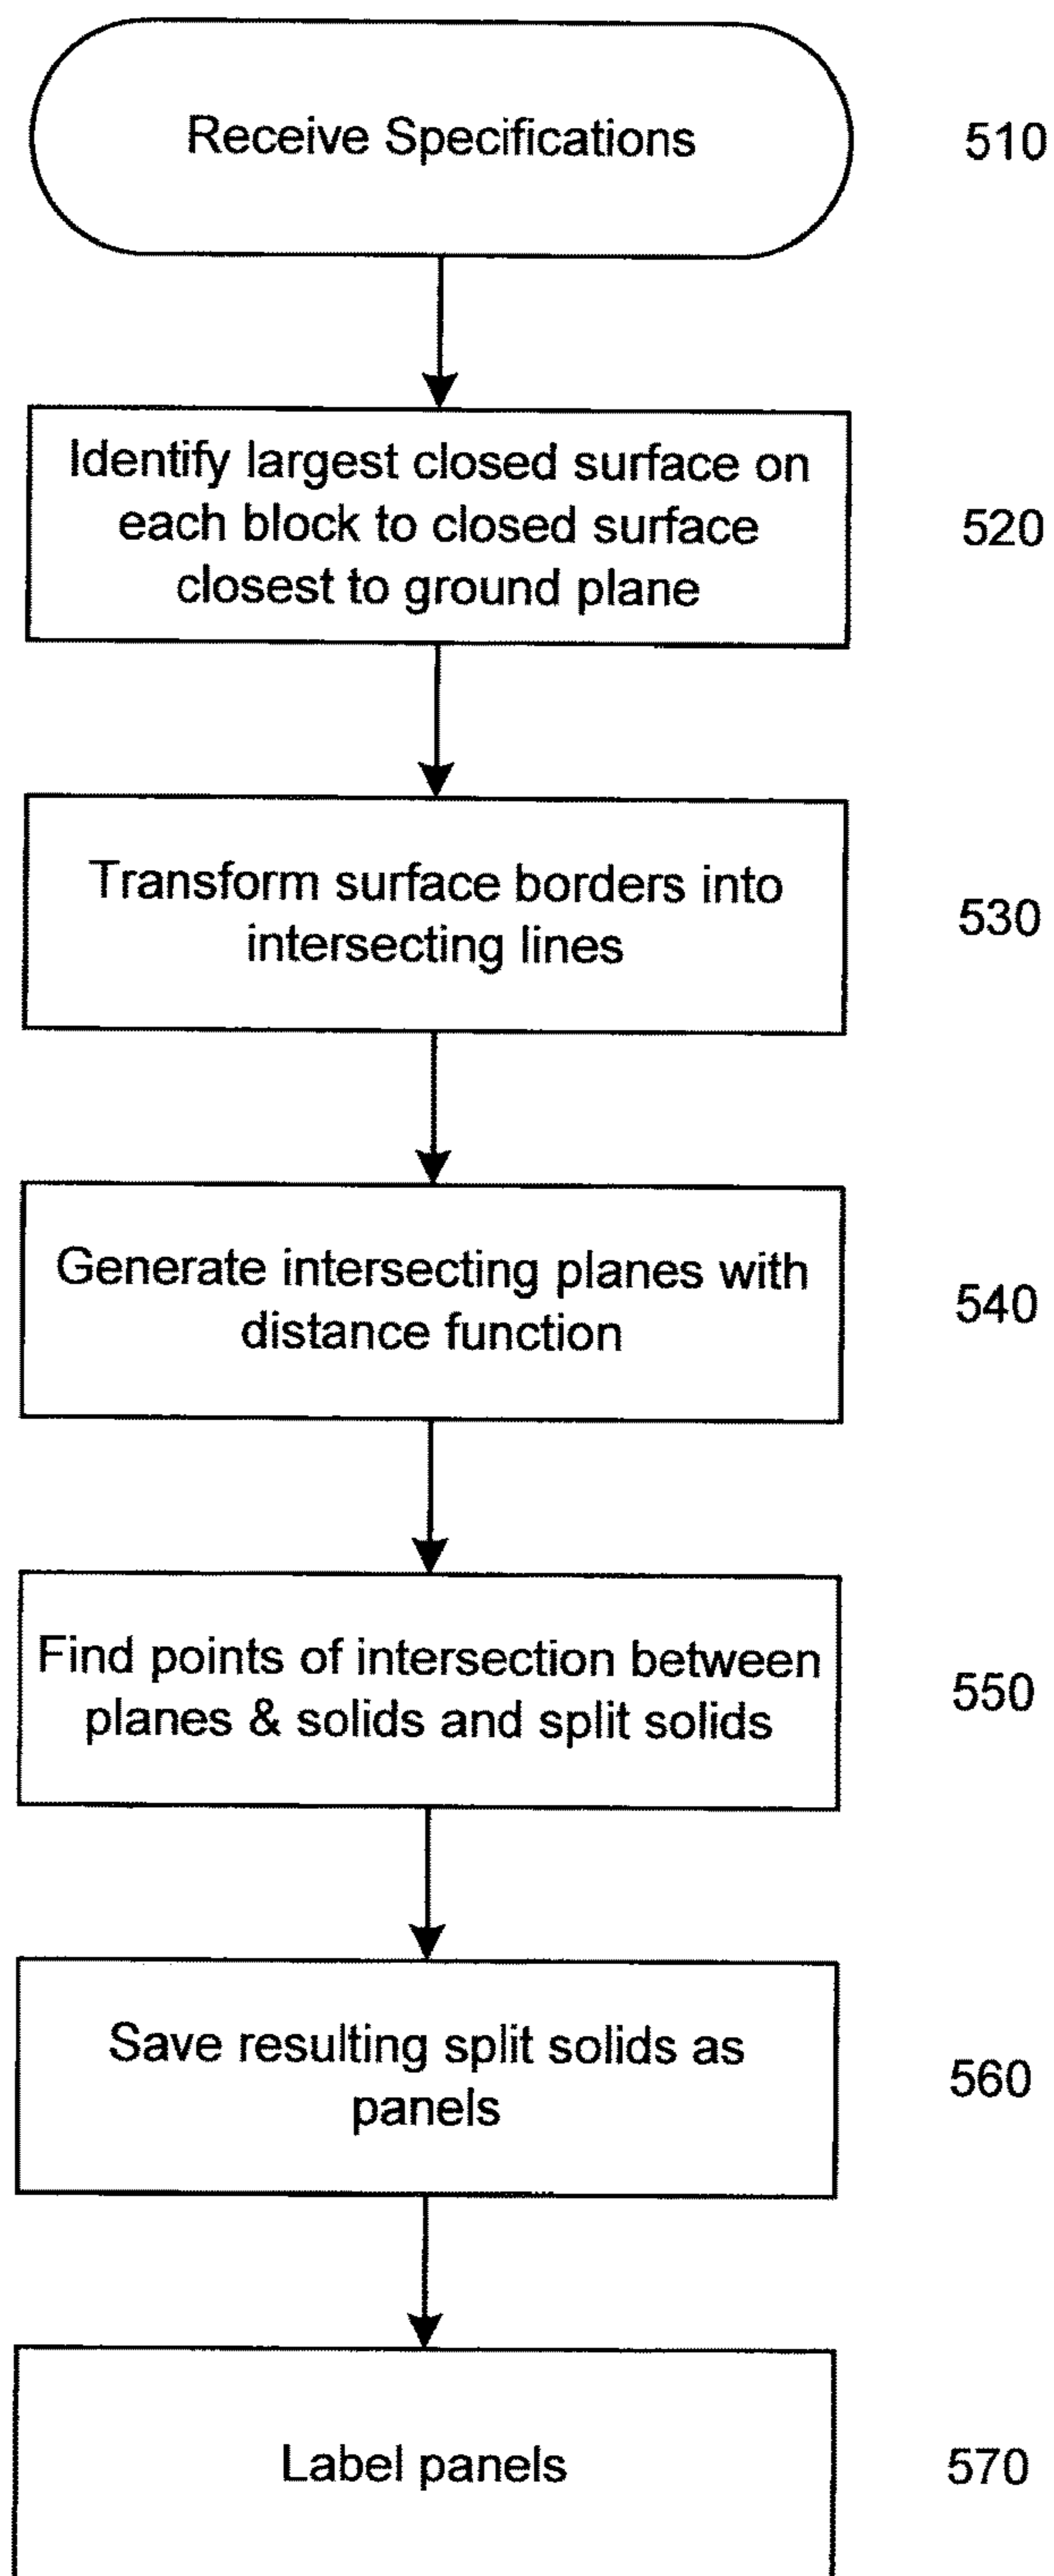 Receive Specifications
510
Identify largest closed surface on
each block to closed surface
closest to ground plane
520
Transform surface borders into
intersecting lines
530
Generate intersecting planes with
distance function
540
Find points of intersection between
planes & solids and split solids
550
Save resulting split solids as
panels
560
Label panels
570